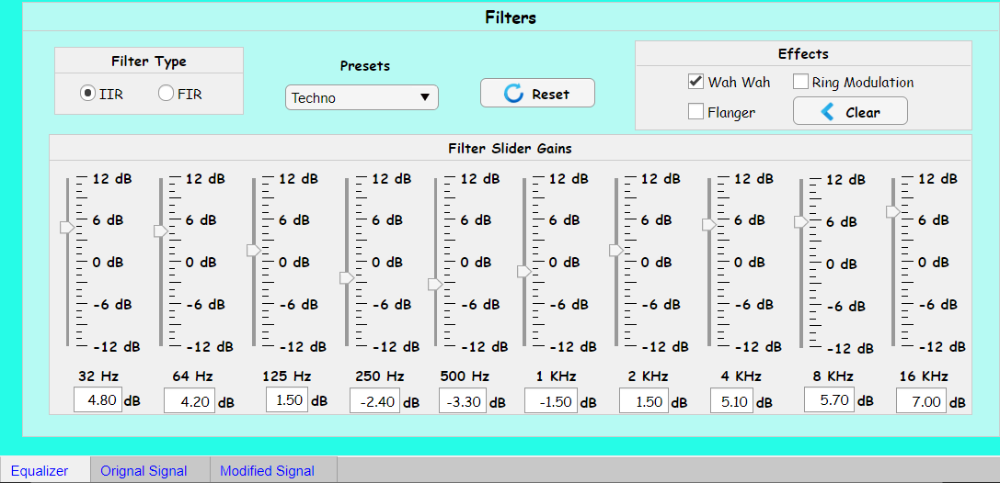 Filters
Filter Type
IIR FIR
Presets
Techno
Reset
Effects
Wah Wah Ring Modulation
Flanger Clear
Filter Slider Gains
12 dB 12 dB 12 dB 12 dB 12 dB 12 dB 12 dB 12 dB 12 dB 12 dB
6 dB 6 dB 6 dB 6 dB 6 dB 6 dB 6 dB 6 dB 6 dB 6 dB
0 dB 0 dB 0 dB 0 dB 0 dB 0 dB 0 dB 0 dB 0 dB 0 dB
-6 dB -6 dB -6 dB -6 dB -6 dB -6 dB -6 dB -6 dB -6 dB -6 dB
-12 dB -12 dB -12 dB -12 dB -12 dB -12 dB -12 dB -12 dB -12 dB -12 dB
32 Hz 64 Hz 125 Hz 250 Hz 500 Hz 1 KHz 2 KHz 4 KHz 8 KHz 16 KHz
4.80 dB 4.20 dB 1.50 dB -2.40 dB -3.30 dB -1.50 dB 1.50 dB 5.10 dB 5.70 dB 7.00 dB
Equalizer Orignal Signal Modified Signal